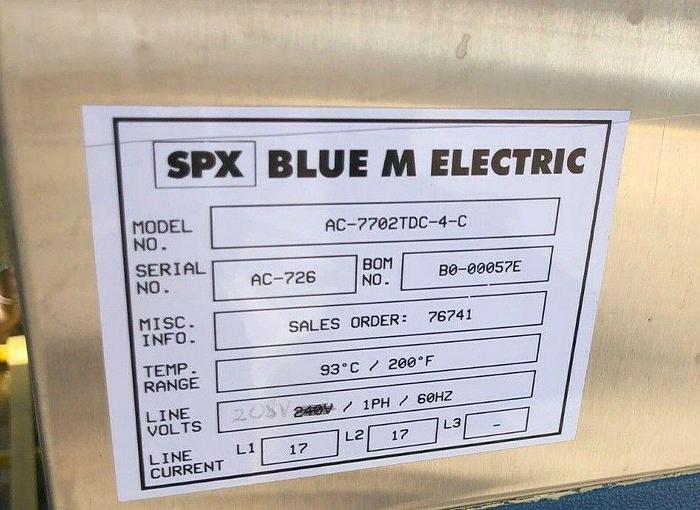 SPX BLUE M ELECTRIC
MODEL NO. AC-7702TDC-4-C
SERIAL NO. AC-726 BOM NO. B0-00057E
MISC. INFO. SALES ORDER: 76741
TEMP. RANGE 93°C / 200°F
LINE VOLTS 208V 240V / 1PH / 60HZ
LINE CURRENT L1 17 L2 17 L3 -